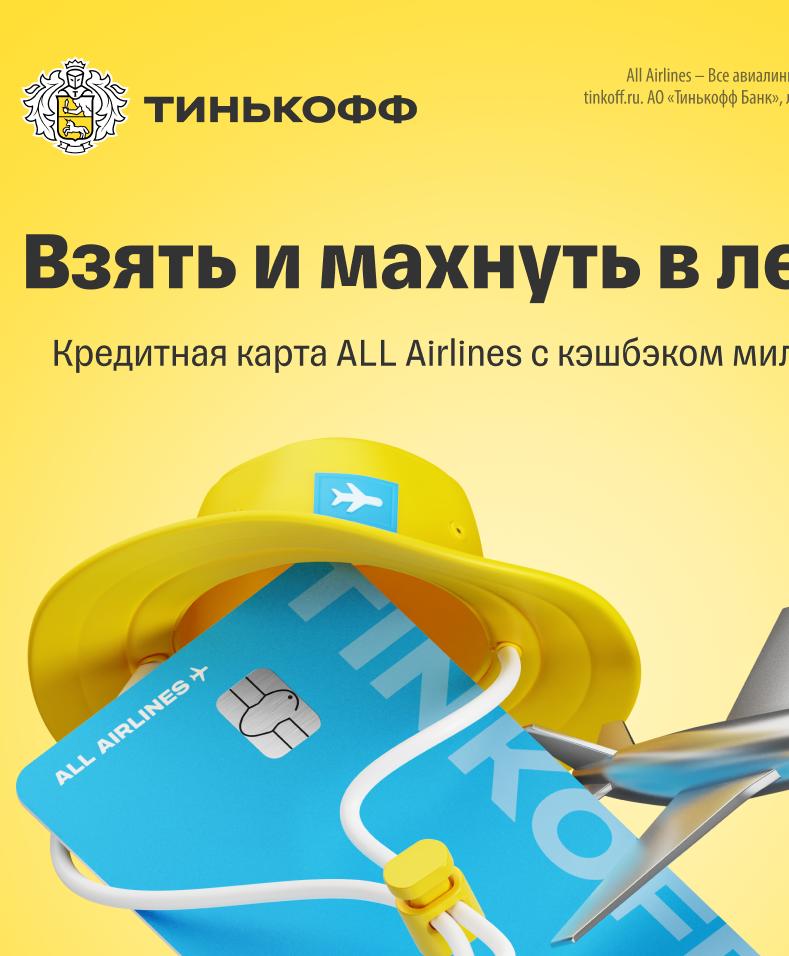 ТИНЬКОФФ
All Airlines – Все авиалин
tinkoff.ru. АО «Тинькофф Банк», л
Взять и махнуть в ле
Кредитная карта ALL Airlines с кэшбэком мил
ALL AIRLINES
TINKOFF